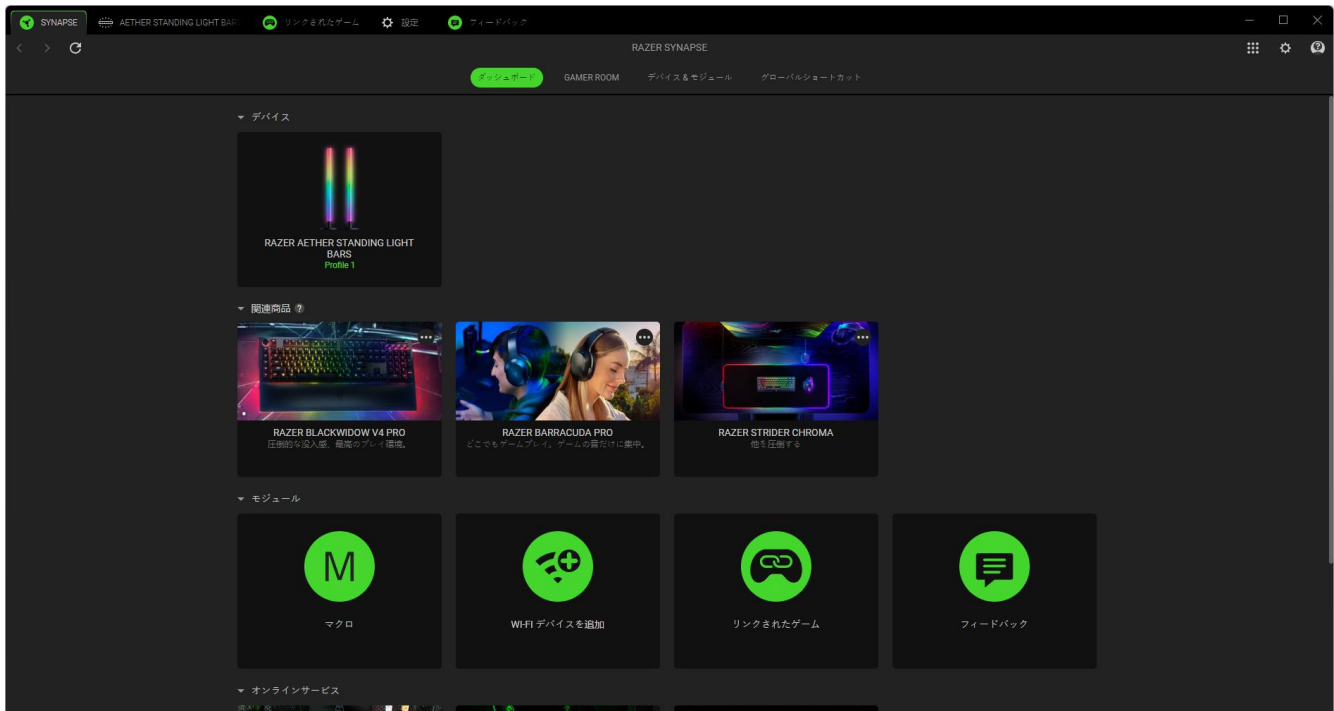 SYNAPSE
AETHER STANDING LIGHT BAR
リンクされたゲーム
設定
フィードバック
RAZER SYNAPSE
ダッシュボード
GAMER ROOM
デバイス & モジュール
グローバルショートカット
デバイス
RAZER AETHER STANDING LIGHT
BARS
Profile 1
関連商品 ?
RAZER BLACKWIDOW V4 PRO
圧倒的な没入感、最高のプレイ環境。
RAZER BARRACUDA PRO
どこでもゲームプレイ。ゲームの音だけに集中。
RAZER STRIDER CHROMA
他を圧倒する
モジュール
M
マクロ
WI-FI デバイスを追加
リンクされたゲーム
フィードバック
オンラインサービス